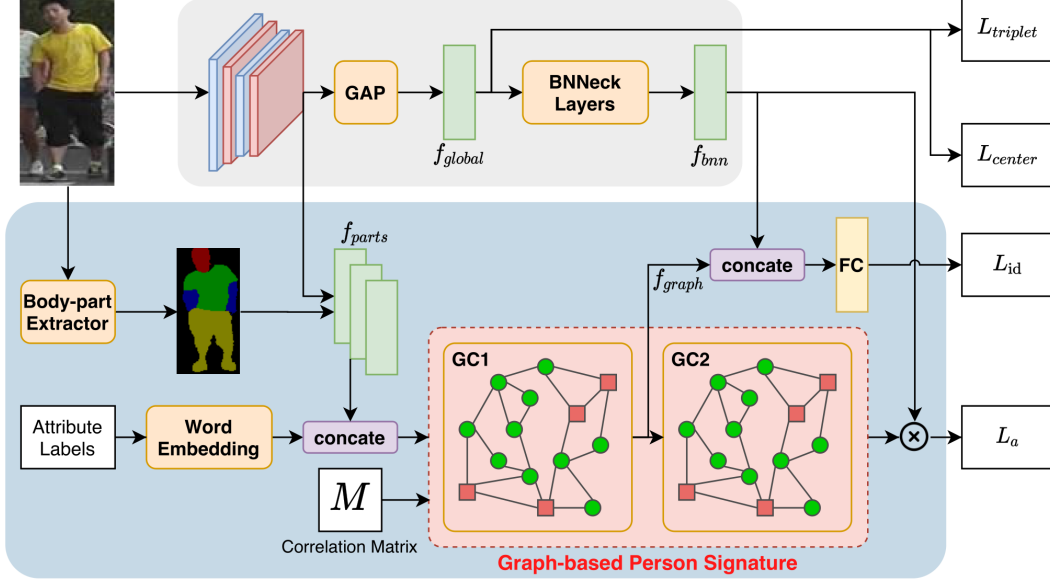 GAP
BNNeck
Layers
f_global
f_bnn
L_triplet
L_center
f_parts
Body-part
Extractor
f_graph
concate
FC
L_id
GC1
GC2
Attribute
Labels
Word
Embedding
concate
L_a
M
Correlation Matrix
Graph-based Person Signature